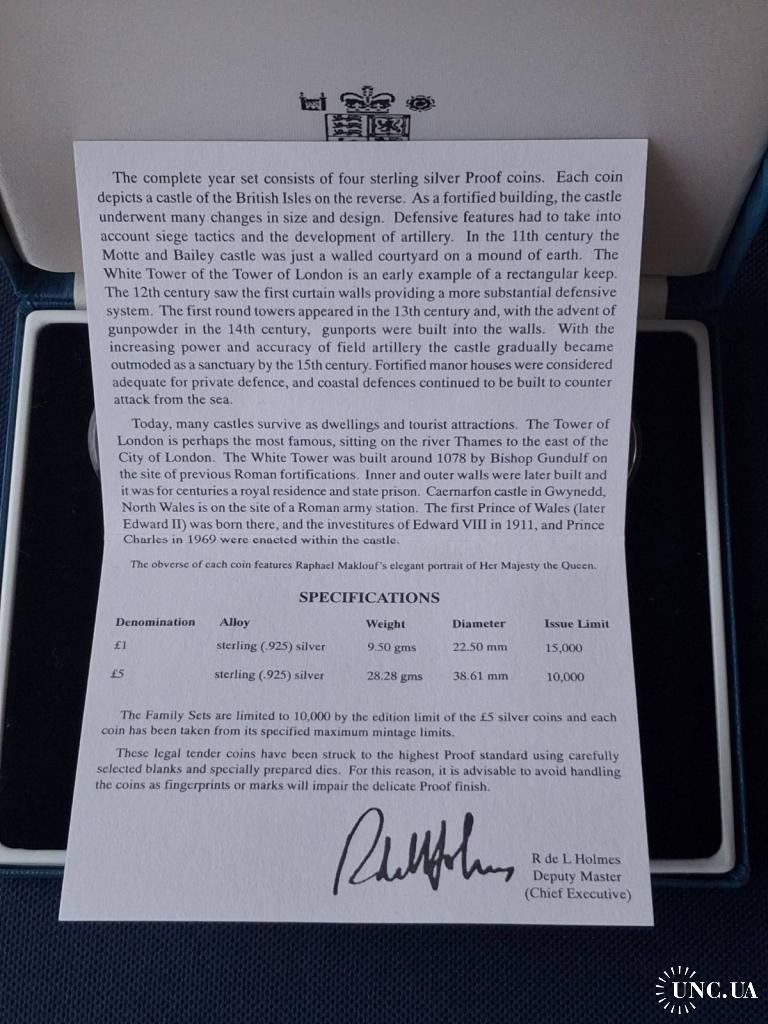 The complete year set consists of four sterling silver Proof coins. Each coin
depicts a castle of the British Isles on the reverse. As a fortified building, the castle
underwent many changes in size and design. Defensive features had to take into
account siege tactics and the development of artillery. In the 11th century the
Motte and Bailey castle was just a walled courtyard on a mound of earth. The
White Tower of the Tower of London is an early example of a rectangular keep.
The 12th century saw the first curtain walls providing a more substantial defensive
system. The first round towers appeared in the 13th century and, with the advent of
gunpowder in the 14th century, gunports were built into the walls. With the
increasing power and accuracy of field artillery the castle gradually became
outmoded as a sanctuary by the 15th century. Fortified manor houses were considered
adequate for private defence, and coastal defences continued to be built to counter
attack from the sea.
Today, many castles survive as dwellings and tourist attractions. The Tower of
London is perhaps the most famous, sitting on the river Thames to the east of the
City of London. The White Tower was built around 1078 by Bishop Gundulf on
the site of previous Roman fortifications. Inner and outer walls were later built and
it was for centuries a royal residence and state prison. Caernarfon castle in Gwynedd,
North Wales is on the site of a Roman army station. The first Prince of Wales (later
Edward II) was born there, and the investitures of Edward VIII in 1911, and Prince
Charles in 1969 were enacted within the castle.
The obverse of each coin features Raphael Maklouf's elegant portrait of Her Majesty the Queen.
SPECIFICATIONS
Denomination Alloy Weight Diameter Issue Limit
£1 sterling (.925) silver 9.50 gms 22.50 mm 15,000
£5 sterling (.925) silver 28.28 gms 38.61 mm 10,000
The Family Sets are limited to 10,000 by the edition limit of the £5 silver coins and each
coin has been taken from its specified maximum mintage limits.
These legal tender coins have been struck to the highest Proof standard using carefully
selected blanks and specially prepared dies. For this reason, it is advisable to avoid handling
the coins as fingerprints or marks will impair the delicate Proof finish.
R de L Holmes
Deputy Master
(Chief Executive)
UNC.UA